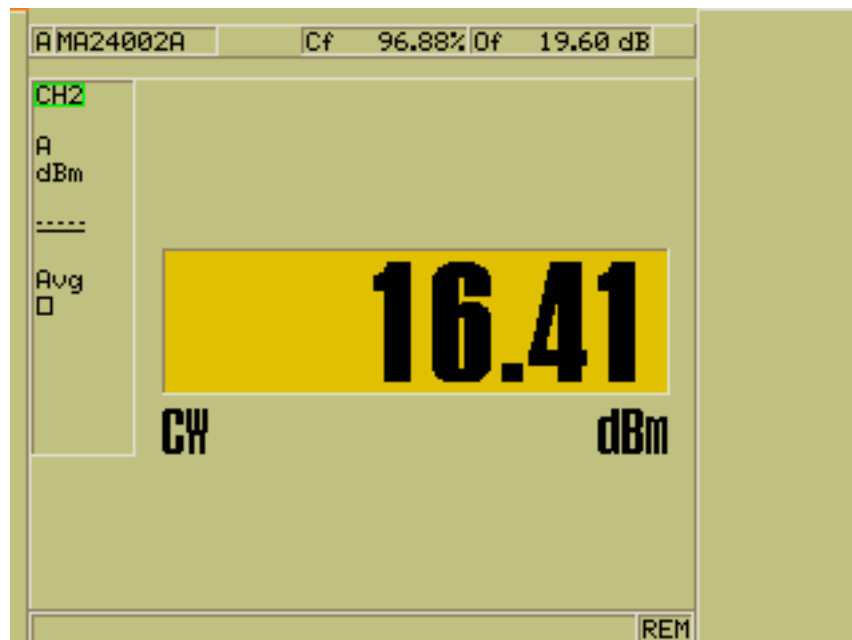 A MA24002A Cf 96.88% Of 19.60 dB
CH2
A
dBm
-----
Avg
16.41
CW dBm
REM